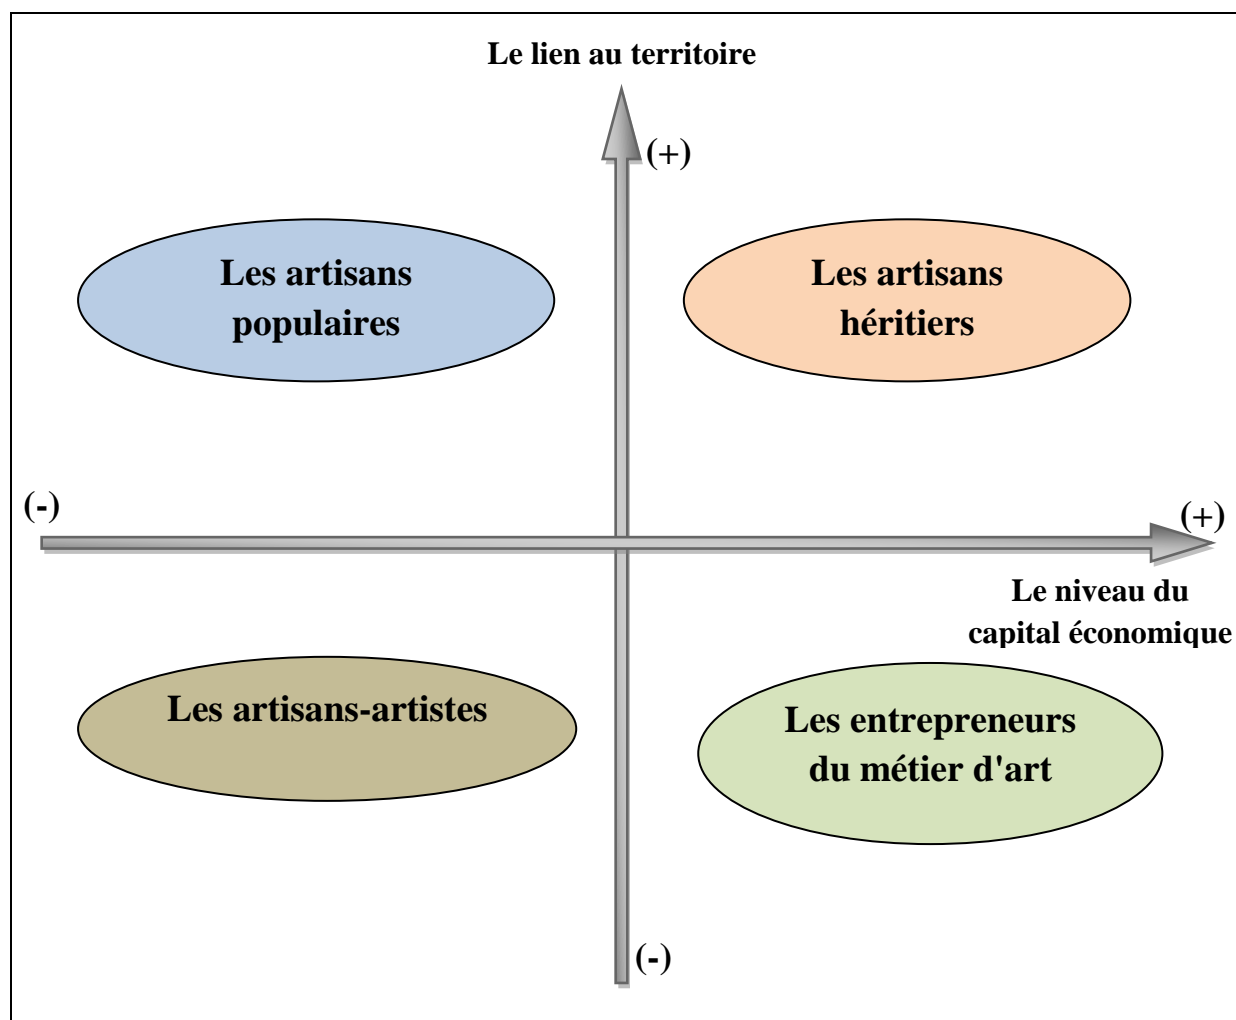 Le lien au territoire
(+)
Les artisans
populaires
Les artisans
héritiers
(-)
(+)
Le niveau du
capital économique
Les artisans-artistes
Les entrepreneurs
du métier d'art
(-)